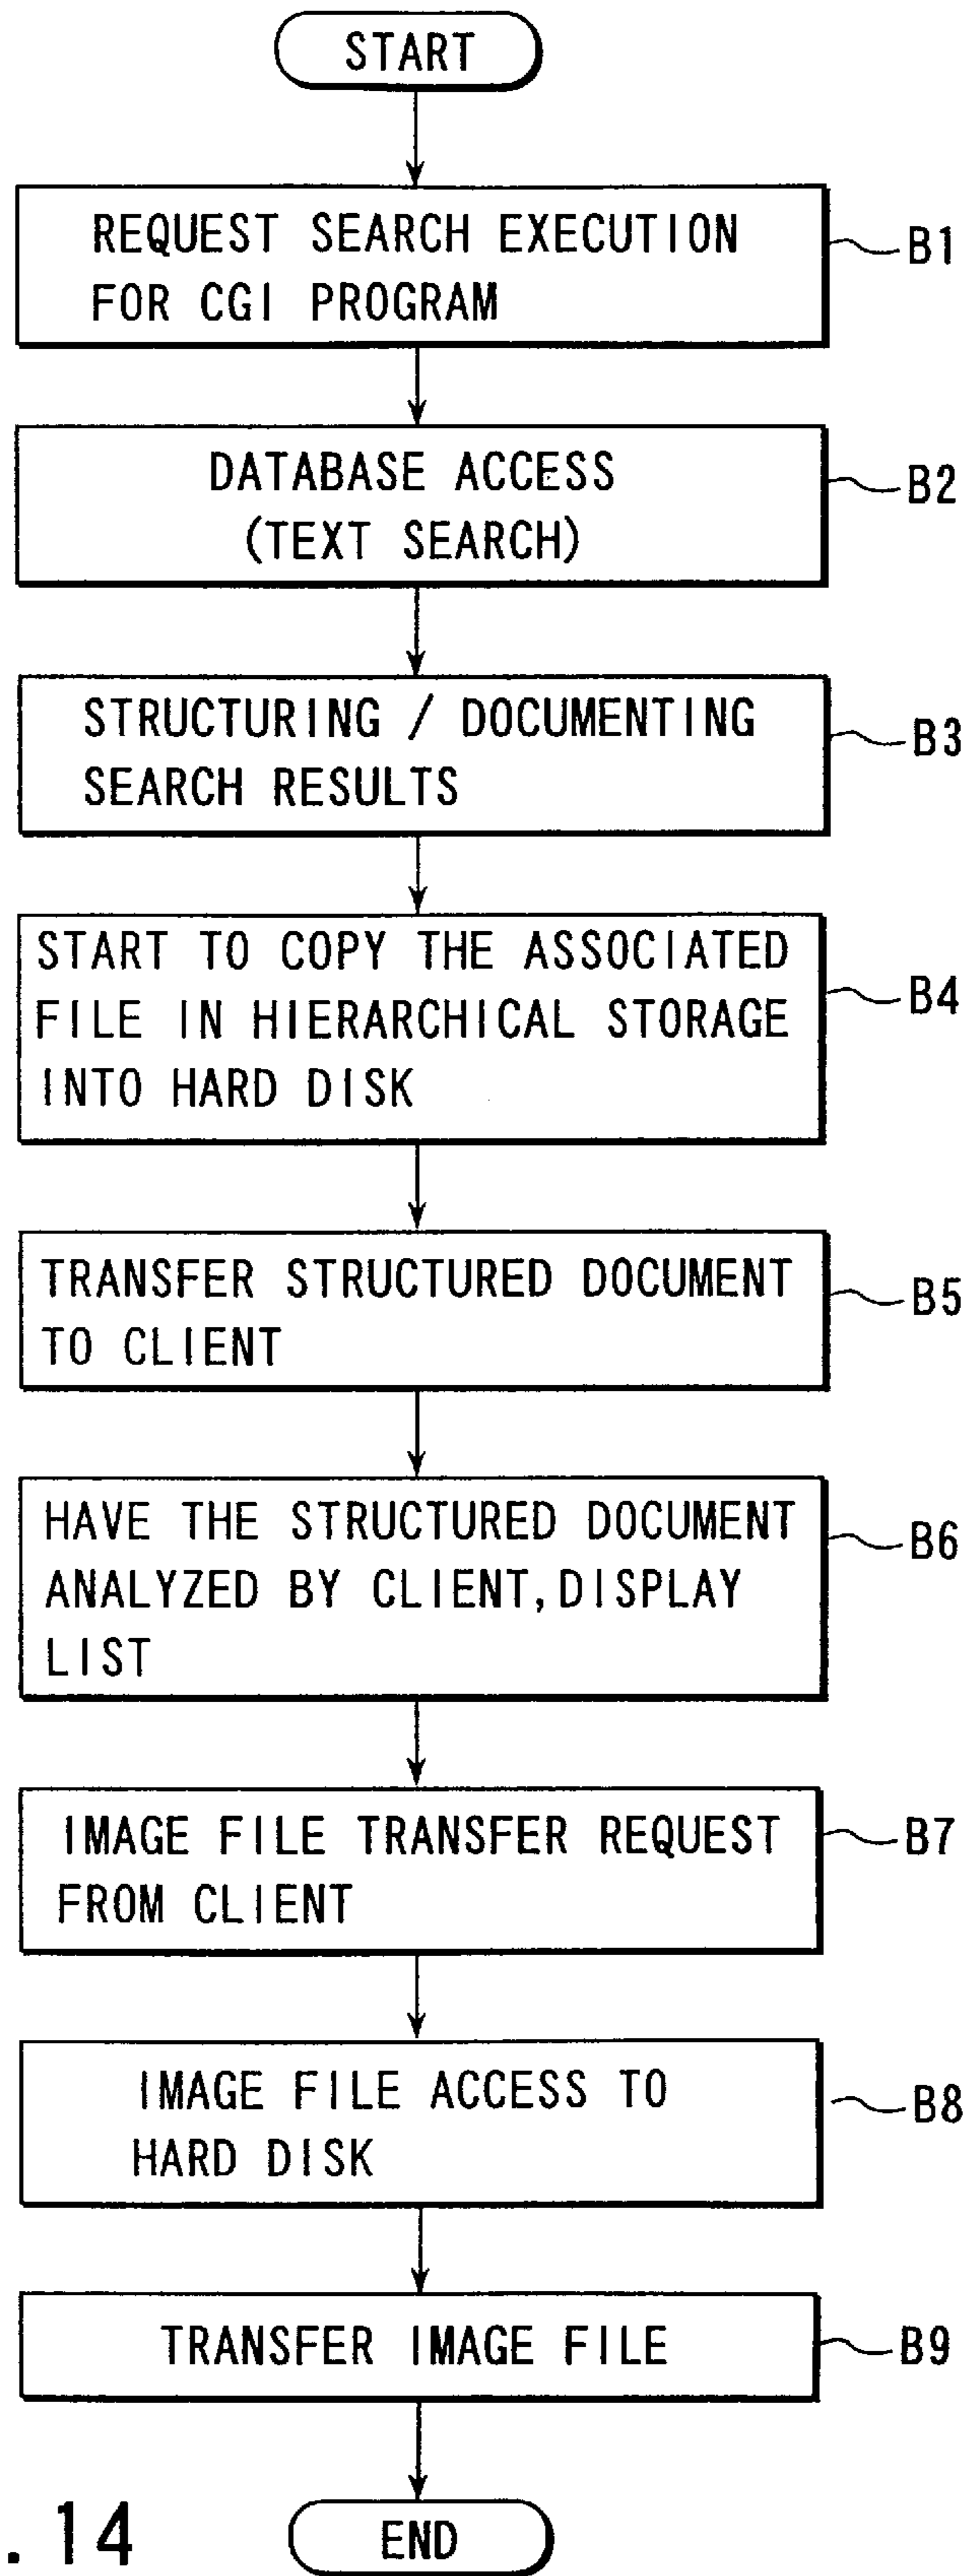 START
REQUEST SEARCH EXECUTION
FOR CGI PROGRAM
B1
DATABASE ACCESS
(TEXT SEARCH)
B2
STRUCTURING / DOCUMENTING
SEARCH RESULTS
B3
START TO COPY THE ASSOCIATED
FILE IN HIERARCHICAL STORAGE
INTO HARD DISK
B4
TRANSFER STRUCTURED DOCUMENT
TO CLIENT
B5
HAVE THE STRUCTURED DOCUMENT
ANALYZED BY CLIENT, DISPLAY
LIST
B6
IMAGE FILE TRANSFER REQUEST
FROM CLIENT
B7
IMAGE FILE ACCESS TO
HARD DISK
B8
TRANSFER IMAGE FILE
B9
END
. 14